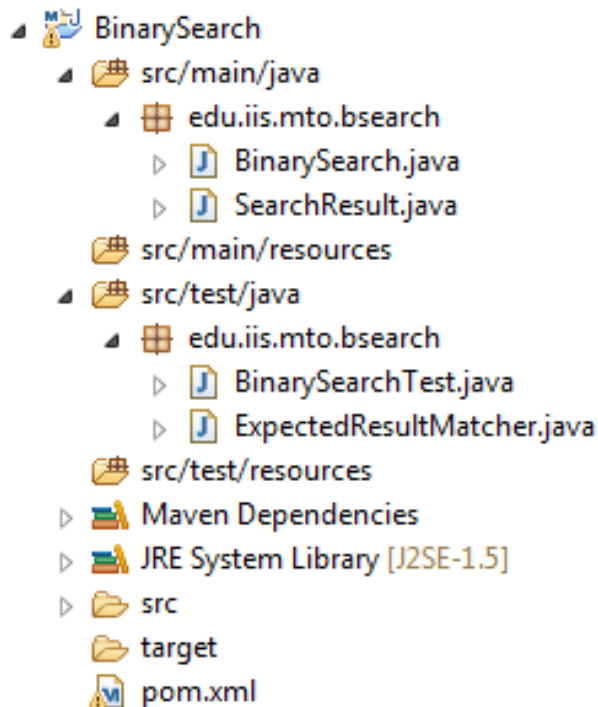 BinarySearch
src/main/java
edu.iis.mto.bsearch
BinarySearch.java
SearchResult.java
src/main/resources
src/test/java
edu.iis.mto.bsearch
BinarySearchTest.java
ExpectedResultMatcher.java
src/test/resources
Maven Dependencies
JRE System Library [J2SE-1.5]
src
target
pom.xml